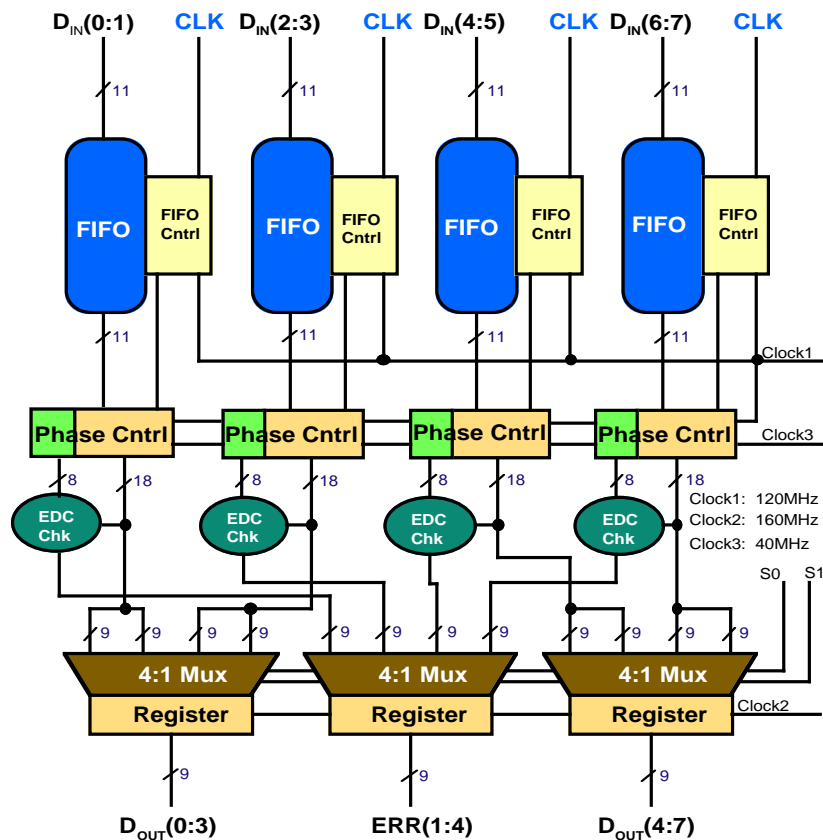 DIN(0:1) CLK DIN(2:3) CLK DIN(4:5) CLK DIN(6:7) CLK
11 11 11 11
FIFO FIFO Cntrl FIFO FIFO Cntrl FIFO FIFO Cntrl FIFO FIFO Cntrl
11 11 11 11
Clock1
Phase Cntrl Phase Cntrl Phase Cntrl Phase Cntrl
Clock3
8 18 8 18 8 18 8 18
Clock1: 120MHz
Clock2: 160MHz
Clock3: 40MHz
EDC Chk EDC Chk EDC Chk EDC Chk
S0 S1
9 9 9 9 9 9 9 9 9 9 9 9
4:1 Mux 4:1 Mux 4:1 Mux
Register Register Register
Clock2
9 9 9
DOUT(0:3) ERR(1:4) DOUT(4:7)